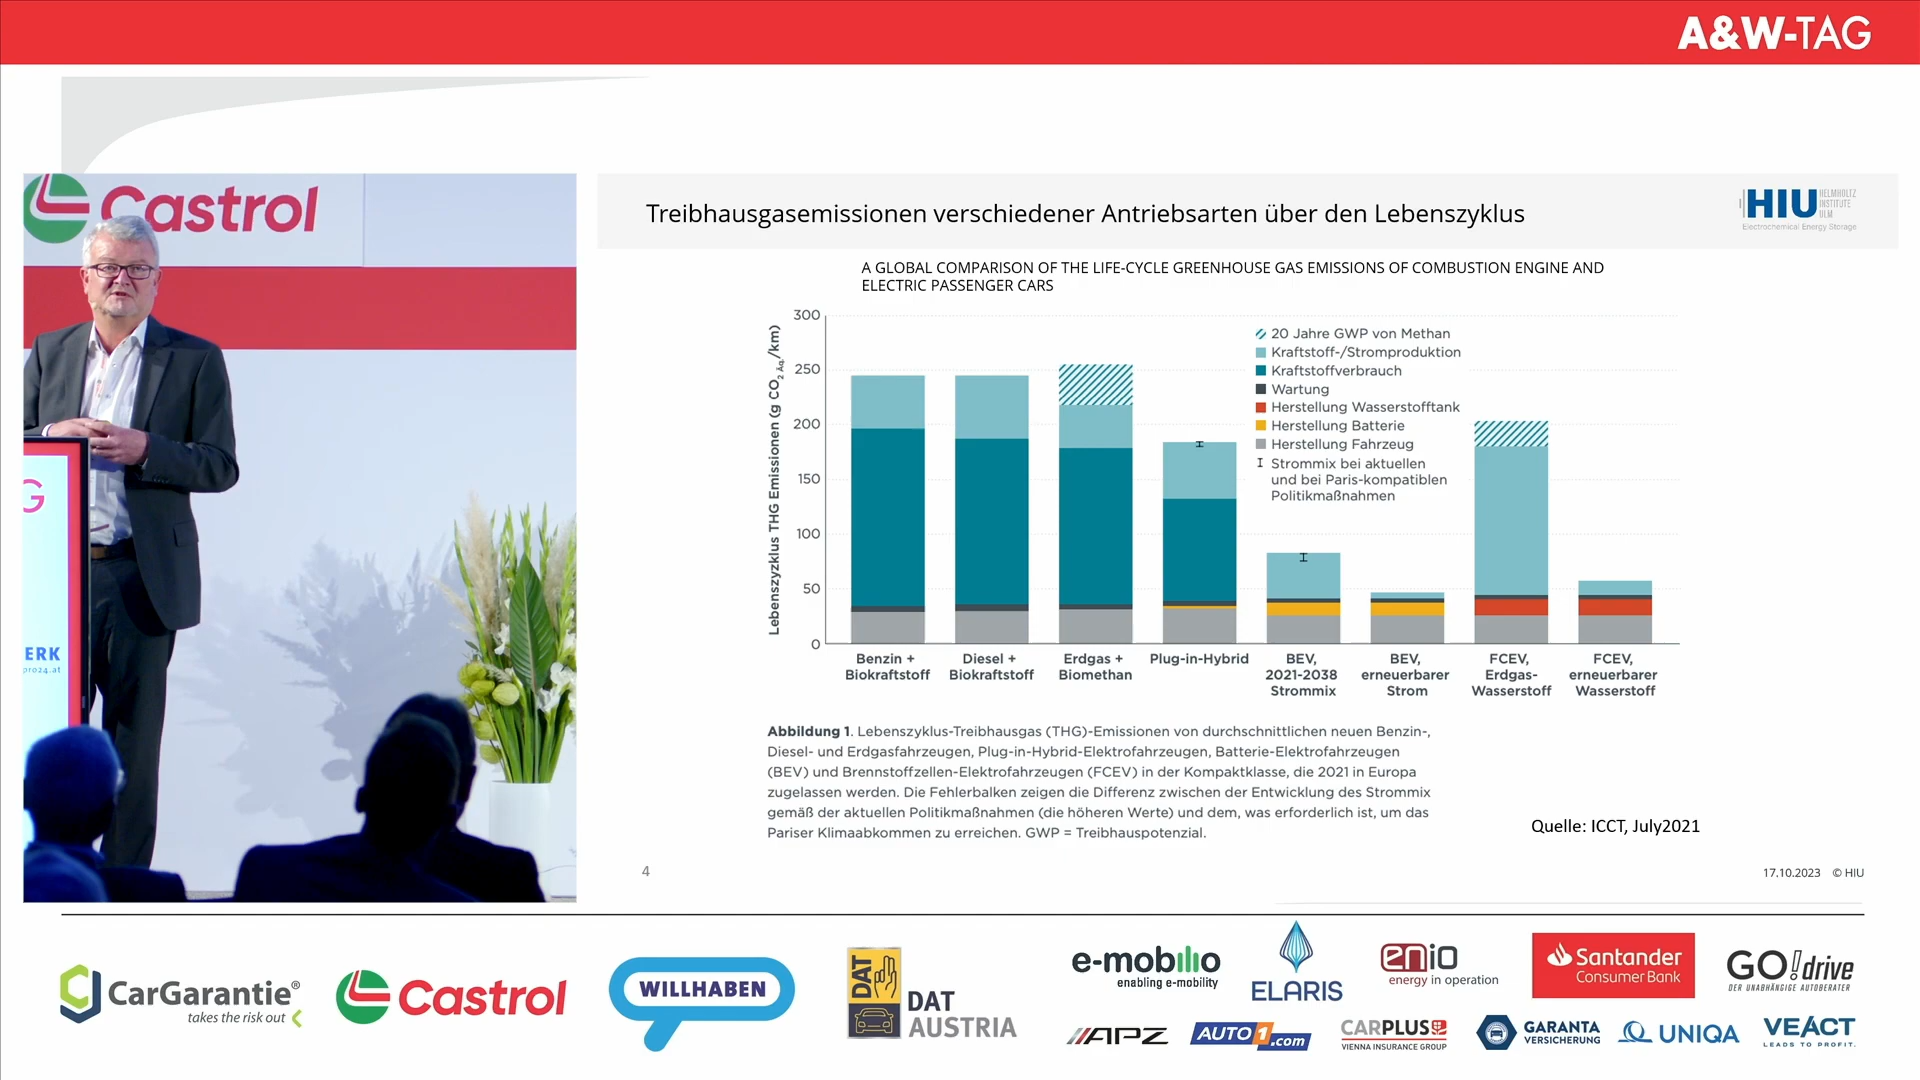 A&W-TAG
Castrol
G
ERK
pro24.at
Treibhausgasemissionen verschiedener Antriebsarten über den Lebenszyklus
HIU
HELMHOLTZ
INSTITUTE
ULM
Electrochemical Energy Storage
A GLOBAL COMPARISON OF THE LIFE-CYCLE GREENHOUSE GAS EMISSIONS OF COMBUSTION ENGINE AND
ELECTRIC PASSENGER CARS
Lebenszyzklus THG Emissionen (g CO2 Äq./km)
300
250
200
150
100
50
0
20 Jahre GWP von Methan
Kraftstoff-/Stromproduktion
Kraftstoffverbrauch
Wartung
Herstellung Wasserstofftank
Herstellung Batterie
Herstellung Fahrzeug
Strommix bei aktuellen
und bei Paris-kompatiblen
Politikmaßnahmen
Benzin +
Biokraftstoff
Diesel +
Biokraftstoff
Erdgas +
Biomethan
Plug-in-Hybrid
BEV,
2021-2038
Strommix
BEV,
erneuerbarer
Strom
FCEV,
Erdgas-
Wasserstoff
FCEV,
erneuerbarer
Wasserstoff
Abbildung 1. Lebenszyklus-Treibhausgas (THG)-Emissionen von durchschnittlichen neuen Benzin-,
Diesel- und Erdgasfahrzeugen, Plug-in-Hybrid-Elektrofahrzeugen, Batterie-Elektrofahrzeugen
(BEV) und Brennstoffzellen-Elektrofahrzeugen (FCEV) in der Kompaktklasse, die 2021 in Europa
zugelassen werden. Die Fehlerbalken zeigen die Differenz zwischen der Entwicklung des Strommix
gemäß der aktuellen Politikmaßnahmen (die höheren Werte) und dem, was erforderlich ist, um das
Pariser Klimaabkommen zu erreichen. GWP = Treibhauspotenzial.
Quelle: ICCT, July2021
4
17.10.2023 © HIU
CarGarantie®
takes the risk out
Castrol
WILLHABEN
DAT
DAT
AUSTRIA
e-mobilio
enabling e-mobility
ELARIS
enio
energy in operation
Santander
Consumer Bank
GO!drive
DER UNABHÄNGIGE AUTOBERATER
APZ
AUTO1.com
CARPLUS
VIENNA INSURANCE GROUP
GARANTA
VERSICHERUNG
UNIQA
VEACT
LEADS TO PROFIT.